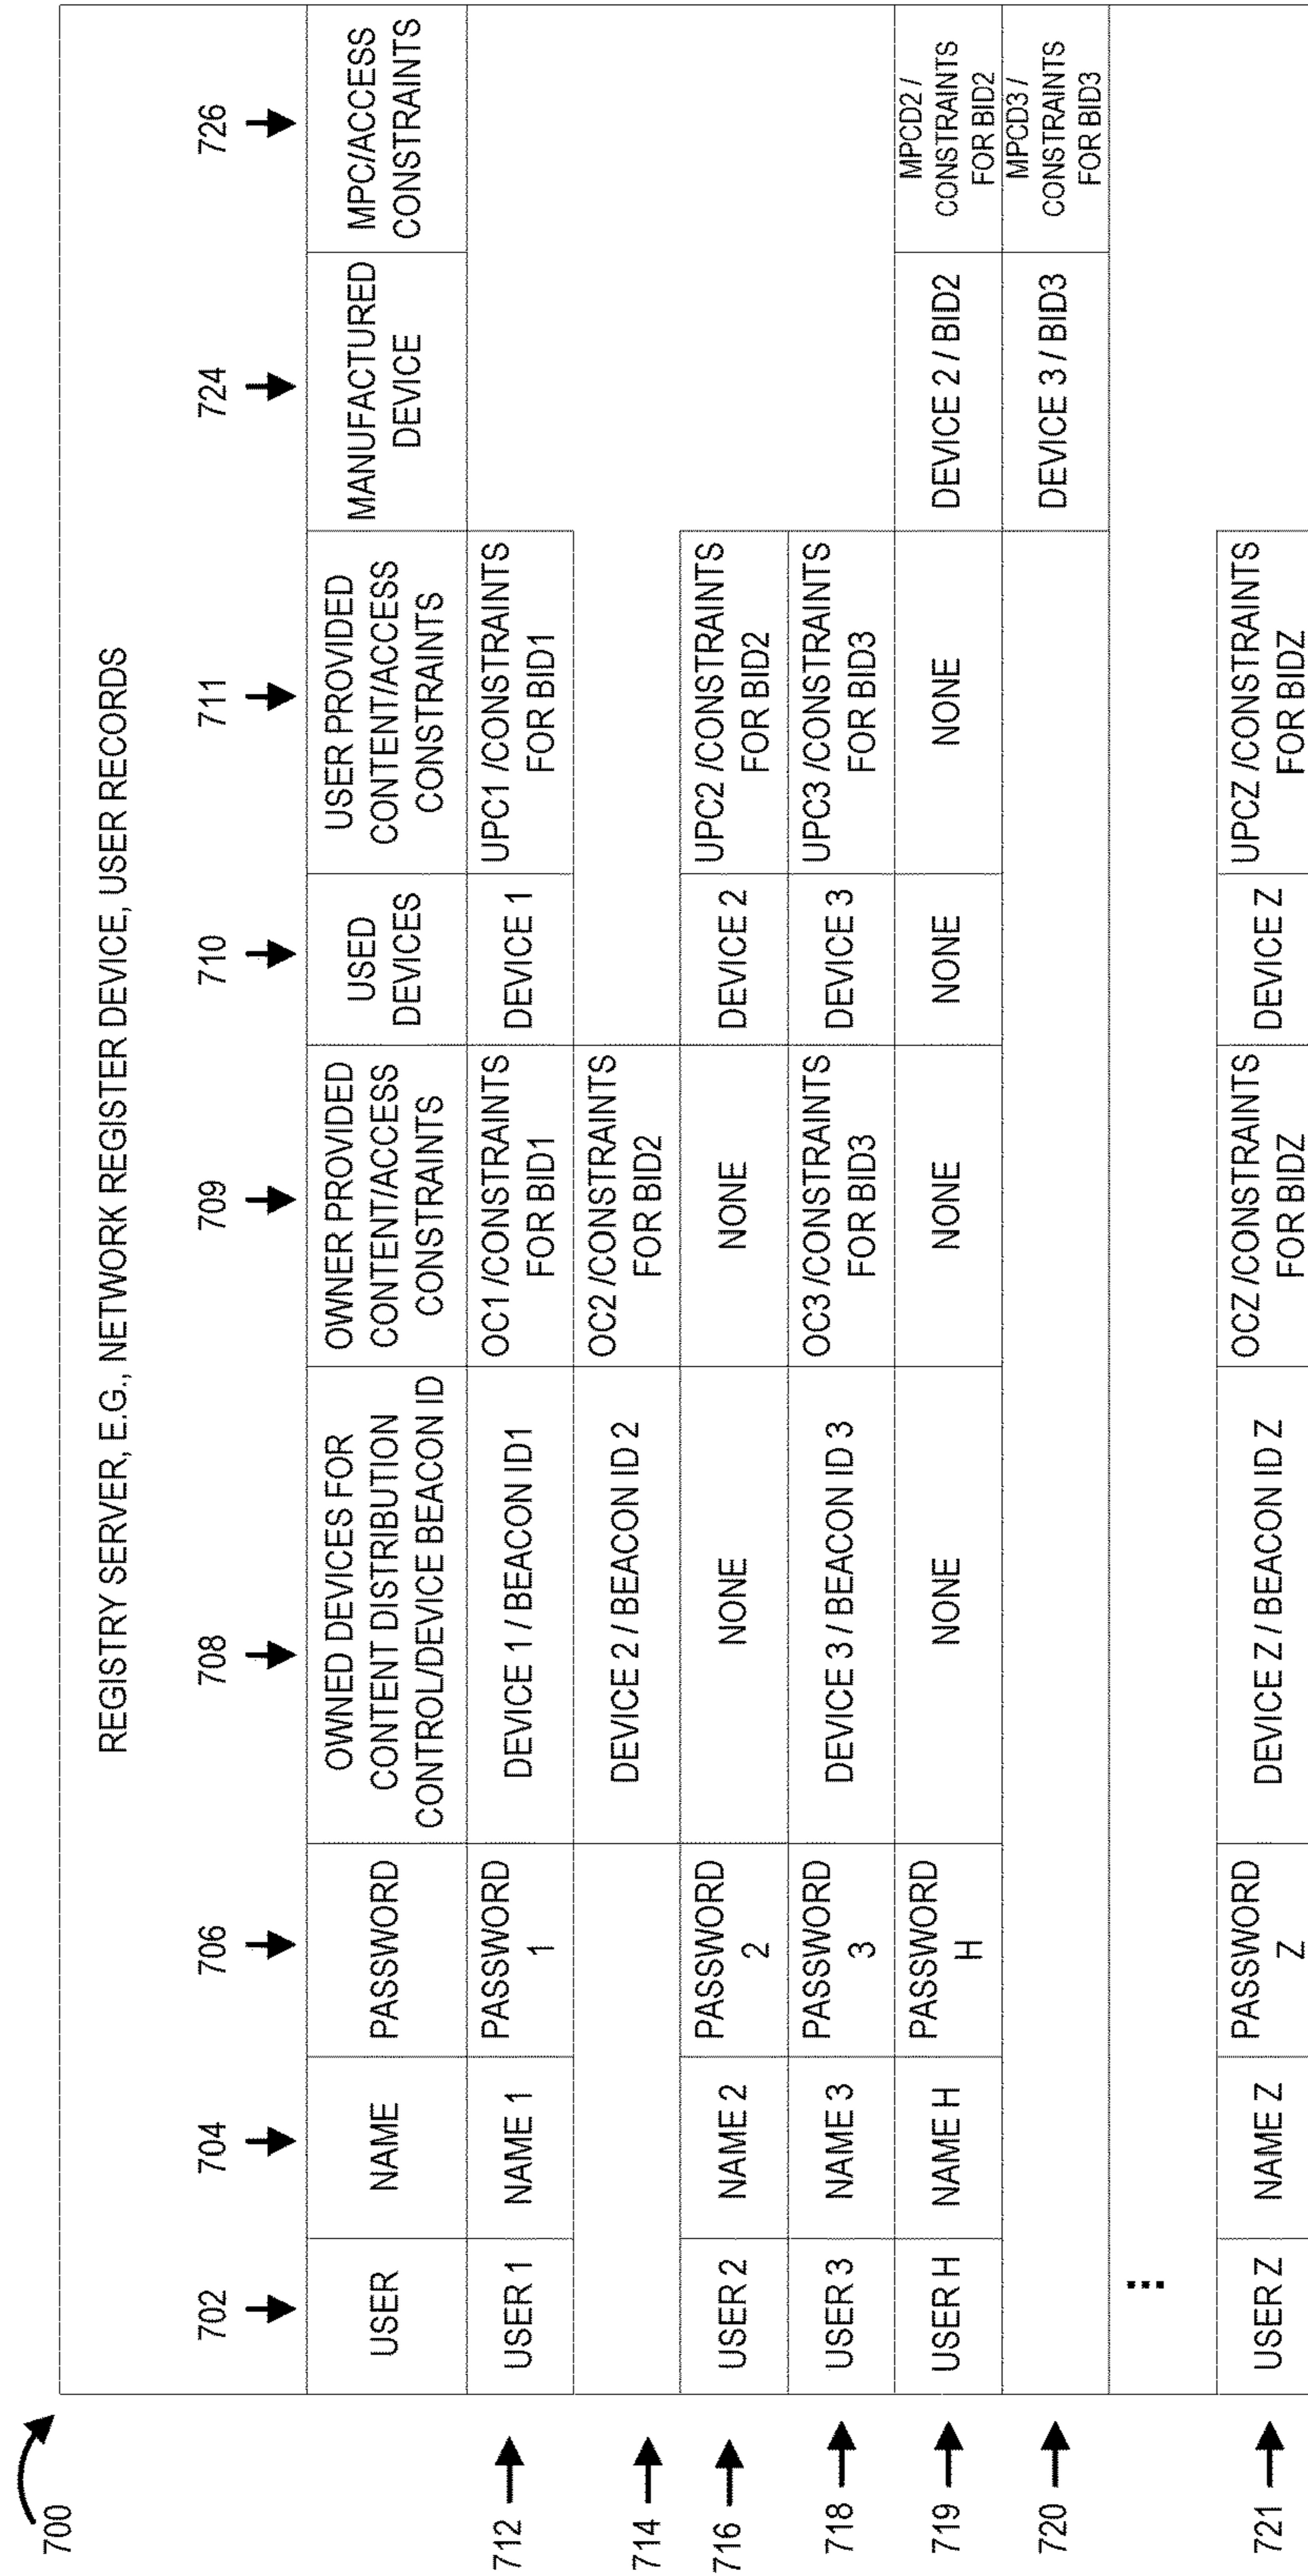 700
REGISTRY SERVER, E.G., NETWORK REGISTER DEVICE, USER RECORDS
702
704
706
708
709
710
711
724
726
USER
NAME
PASSWORD
OWNED DEVICES FOR
CONTENT DISTRIBUTION
CONTROL/DEVICE BEACON ID
OWNER PROVIDED
CONTENT/ACCESS
CONSTRAINTS
USED
DEVICES
USER PROVIDED
CONTENT/ACCESS
CONSTRAINTS
MANUFACTURED
DEVICE
MPC/ACCESS
CONSTRAINTS
712
USER 1
NAME 1
PASSWORD
1
DEVICE 1 / BEACON ID1
OC1 /CONSTRAINTS
FOR BID1
DEVICE 1
UPC1 /CONSTRAINTS
FOR BID1
714
DEVICE 2 / BEACON ID 2
OC2 /CONSTRAINTS
FOR BID2
716
USER 2
NAME 2
PASSWORD
2
NONE
NONE
DEVICE 2
UPC2 /CONSTRAINTS
FOR BID2
718
USER 3
NAME 3
PASSWORD
3
DEVICE 3 / BEACON ID 3
OC3 /CONSTRAINTS
FOR BID3
DEVICE 3
UPC3 /CONSTRAINTS
FOR BID3
719
USER H
NAME H
PASSWORD
H
NONE
NONE
NONE
NONE
DEVICE 2 / BID2
MPCD2 /
CONSTRAINTS
FOR BID2
720
DEVICE 3 / BID3
MPCD3 /
CONSTRAINTS
FOR BID3
⋮
721
USER Z
NAME Z
PASSWORD
Z
DEVICE Z / BEACON ID Z
OCZ /CONSTRAINTS
FOR BIDZ
DEVICE Z
UPCZ /CONSTRAINTS
FOR BIDZ